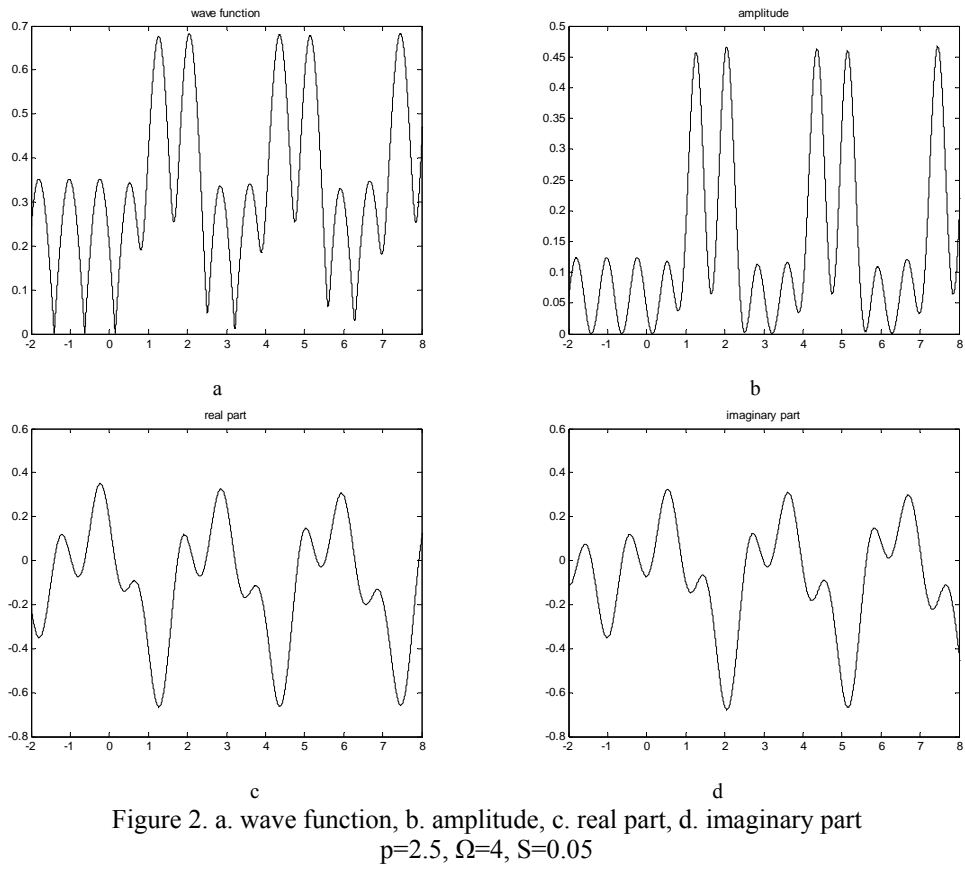 wave function
0.7
0.6
0.5
0.4
0.3
0.2
0.1
0
-2 -1 0 1 2 3 4 5 6 7 8
a
amplitude
0.5
0.45
0.4
0.35
0.3
0.25
0.2
0.15
0.1
0.05
0
-2 -1 0 1 2 3 4 5 6 7 8
b
real part
0.6
0.4
0.2
0
-0.2
-0.4
-0.6
-0.8
-2 -1 0 1 2 3 4 5 6 7 8
c
imaginary part
0.6
0.4
0.2
0
-0.2
-0.4
-0.6
-0.8
-2 -1 0 1 2 3 4 5 6 7 8
d
Figure 2. a. wave function, b. amplitude, c. real part, d. imaginary part
p=2.5, Ω=4, S=0.05